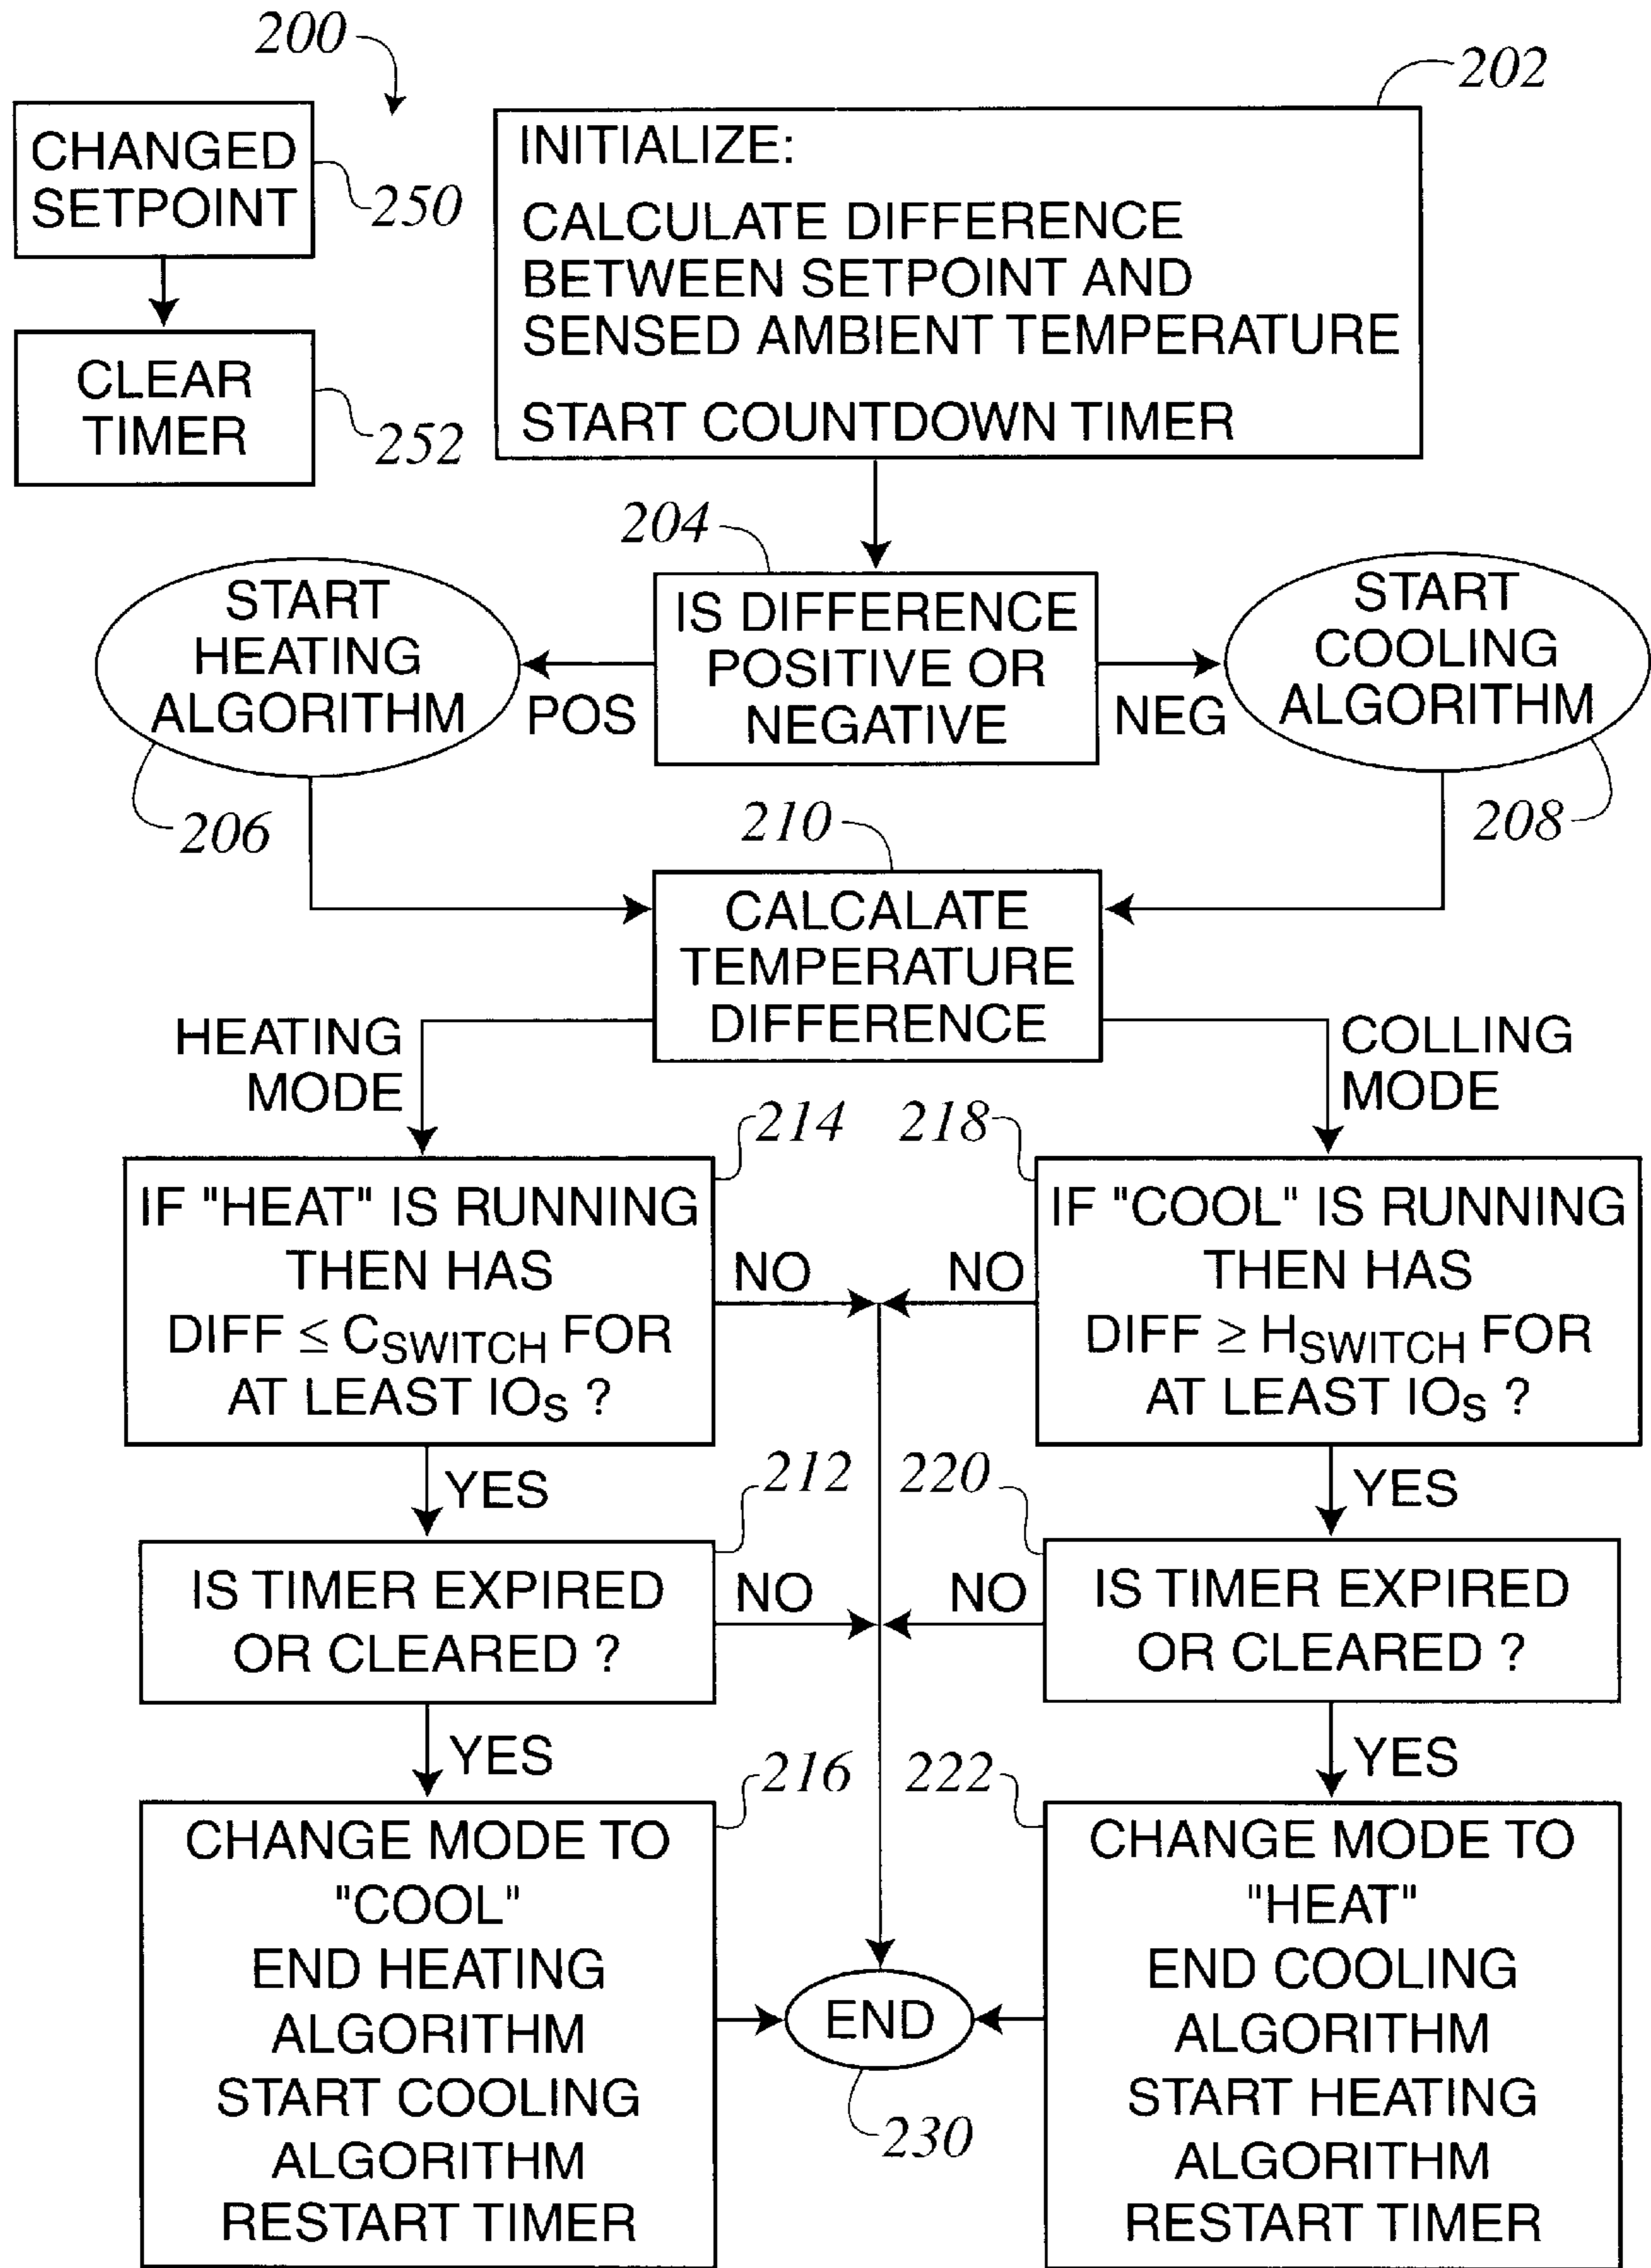 200
202
CHANGED
SETPOINT
250
CLEAR
TIMER
252
INITIALIZE:
CALCULATE DIFFERENCE
BETWEEN SETPOINT AND
SENSED AMBIENT TEMPERATURE
START COUNTDOWN TIMER
204
START
HEATING
ALGORITHM
206
POS
IS DIFFERENCE
POSITIVE OR
NEGATIVE
NEG
START
COOLING
ALGORITHM
208
210
CALCALATE
TEMPERATURE
DIFFERENCE
HEATING
MODE
COLLING
MODE
214
218
IF "HEAT" IS RUNNING
THEN HAS
DIFF ≤ CSWITCH FOR
AT LEAST IOs ?
NO
NO
IF "COOL" IS RUNNING
THEN HAS
DIFF ≥ HSWITCH FOR
AT LEAST IOs ?
YES
212
220
YES
IS TIMER EXPIRED
OR CLEARED ?
NO
NO
IS TIMER EXPIRED
OR CLEARED ?
YES
216
222
YES
CHANGE MODE TO
"COOL"
END HEATING
ALGORITHM
START COOLING
ALGORITHM
RESTART TIMER
END
230
CHANGE MODE TO
"HEAT"
END COOLING
ALGORITHM
START HEATING
ALGORITHM
RESTART TIMER